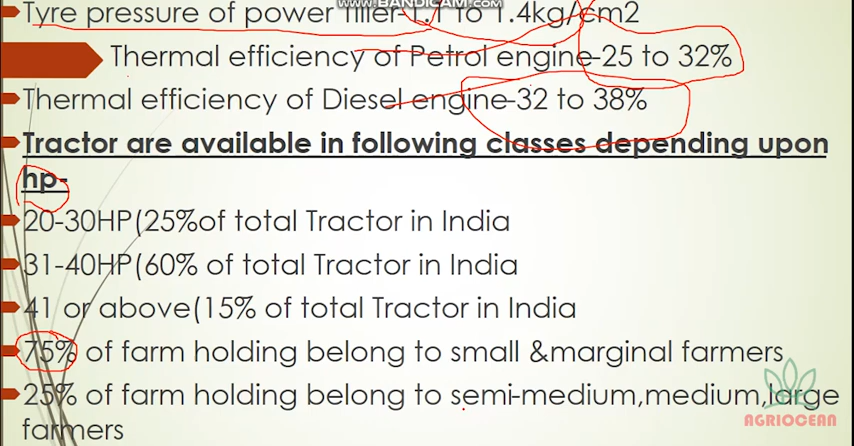 WWW.BANDICAM.COM
Tyre pressure of power tiller-1.1 to 1.4kg/cm2
Thermal efficiency of Petrol engine-25 to 32%
Thermal efficiency of Diesel engine-32 to 38%
Tractor are available in following classes depending upon
hp-
20-30HP(25%of total Tractor in India
31-40HP(60% of total Tractor in India
41 or above(15% of total Tractor in India
75% of farm holding belong to small &marginal farmers
25% of farm holding belong to semi-medium,medium,large
farmers
AGRIOCEAN